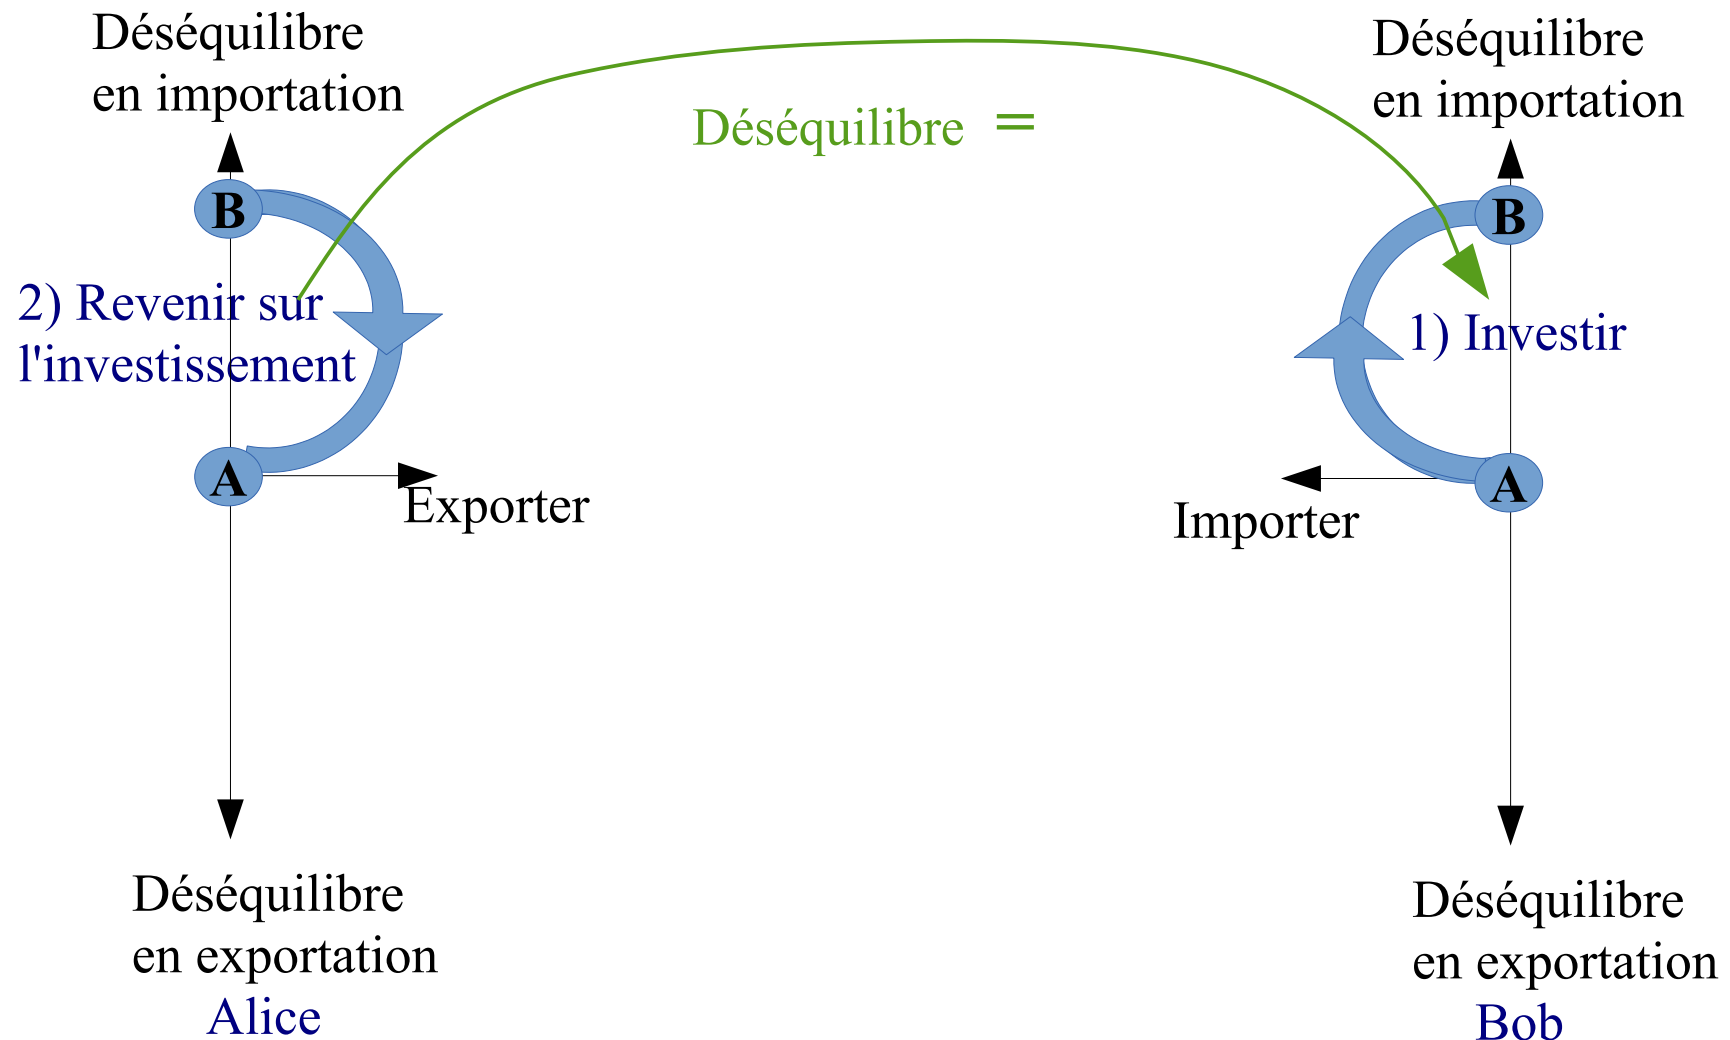 Déséquilibre
en importation
Déséquilibre
en importation
Déséquilibre =
B
B
2) Revenir sur
l'investissement
1) Investir
A
A
Exporter
Importer
Déséquilibre
en exportation
Alice
Déséquilibre
en exportation
Bob